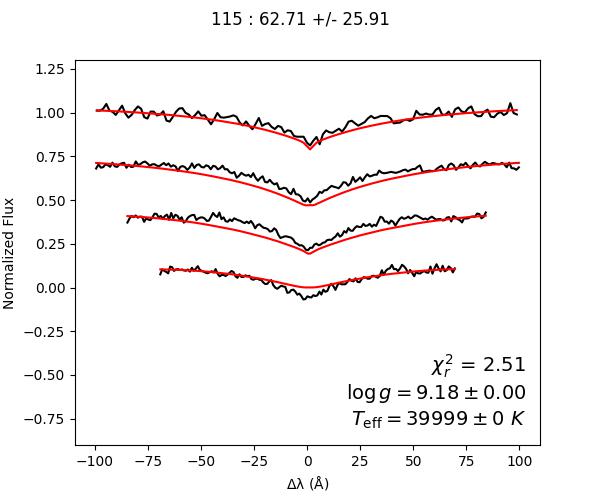 115 : 62.71 +/- 25.91
1.25
1.00
0.75
0.50
0.25
0.00
−0.25
−0.50
−0.75
Normalized Flux
χ²ᵣ = 2.51
log g = 9.18 ± 0.00
T_eff = 39999 ± 0 K
−100 −75 −50 −25 0 25 50 75 100
Δλ (Å)